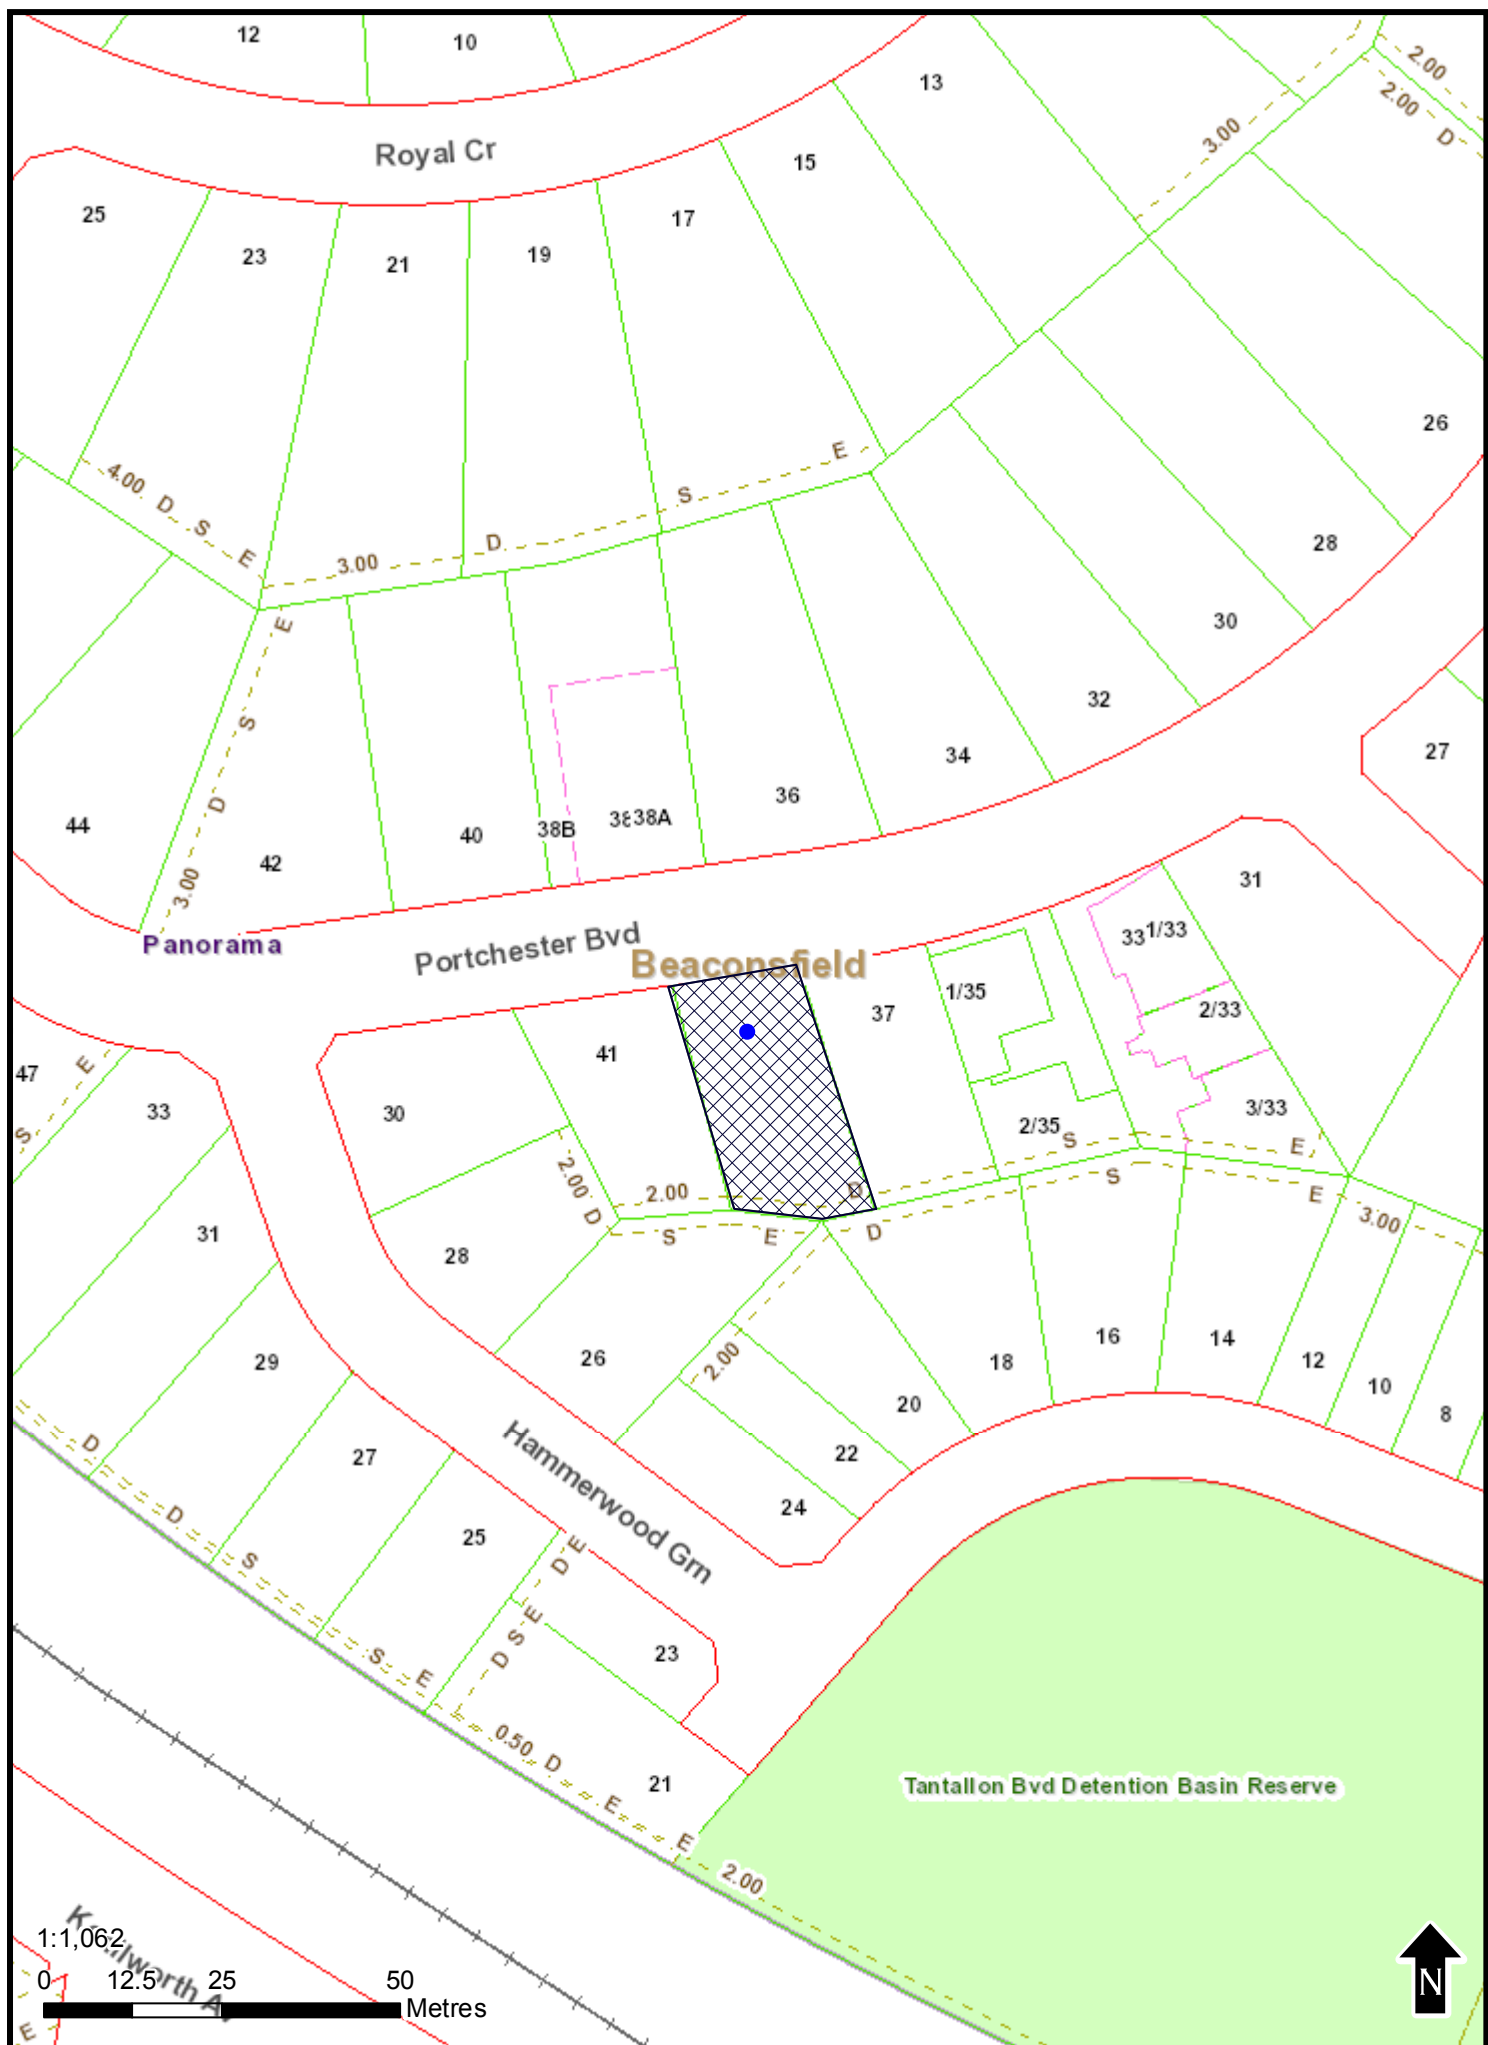 12
10
13
2.00
2.00
D
3.00
Royal Cr
15
25
17
23
21
19
26
4.00 D S E
3.00 D S E
28
30
E
S
D
3.00
32
34
27
36
38A
38B
40
44
42
31
Panorama
Portchester Bvd
Beaconsfield
33
1/33
1/35
37
2/33
41
47
E
S
33
30
3/33
2/35
S
E
2.00 D
2.00
D
S
E
3.00
S
E
D
31
28
16
14
26
18
12
29
2.00
10
20
8
22
27
Hammerwood Grn
24
25
D
D
S
S
E
E
D
E
S
D
23
0.50 D E E
21
Tantallon Bvd Detention Basin Reserve
2.00
1:1,062
0 12.5 25 50
Metres
E
N